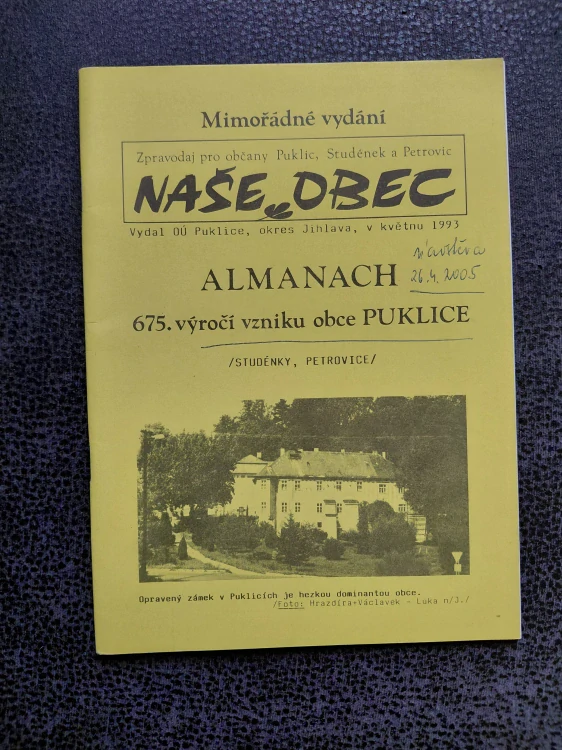 Mimořádné vydání
Zpravodaj pro občany Puklic, Studének a Petrovic
NAŠE OBEC
Vydal OÚ Puklice, okres Jihlava, v květnu 1993
návštěva
ALMANACH 26.4.2005
675. výročí vzniku obce PUKLICE
/STUDÉNKY, PETROVICE/
Opravený zámek v Puklicích je hezkou dominantou obce.
/Foto: Hrazdíra+Václavek - Luka n/J./